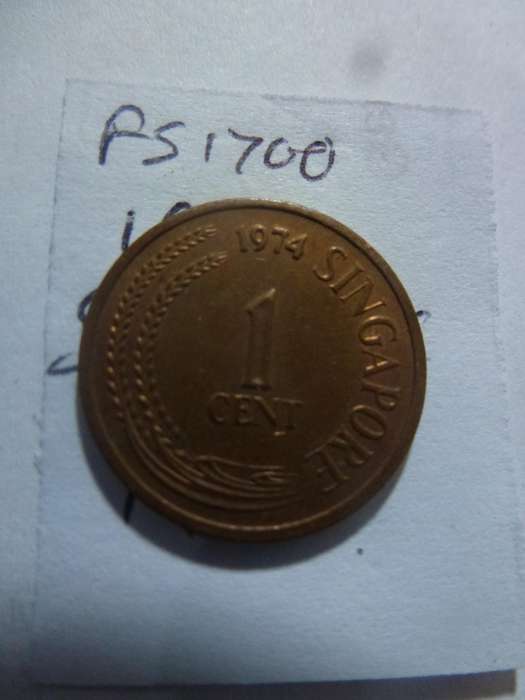 PS1700
1974
SINGAPORE
1
CENT